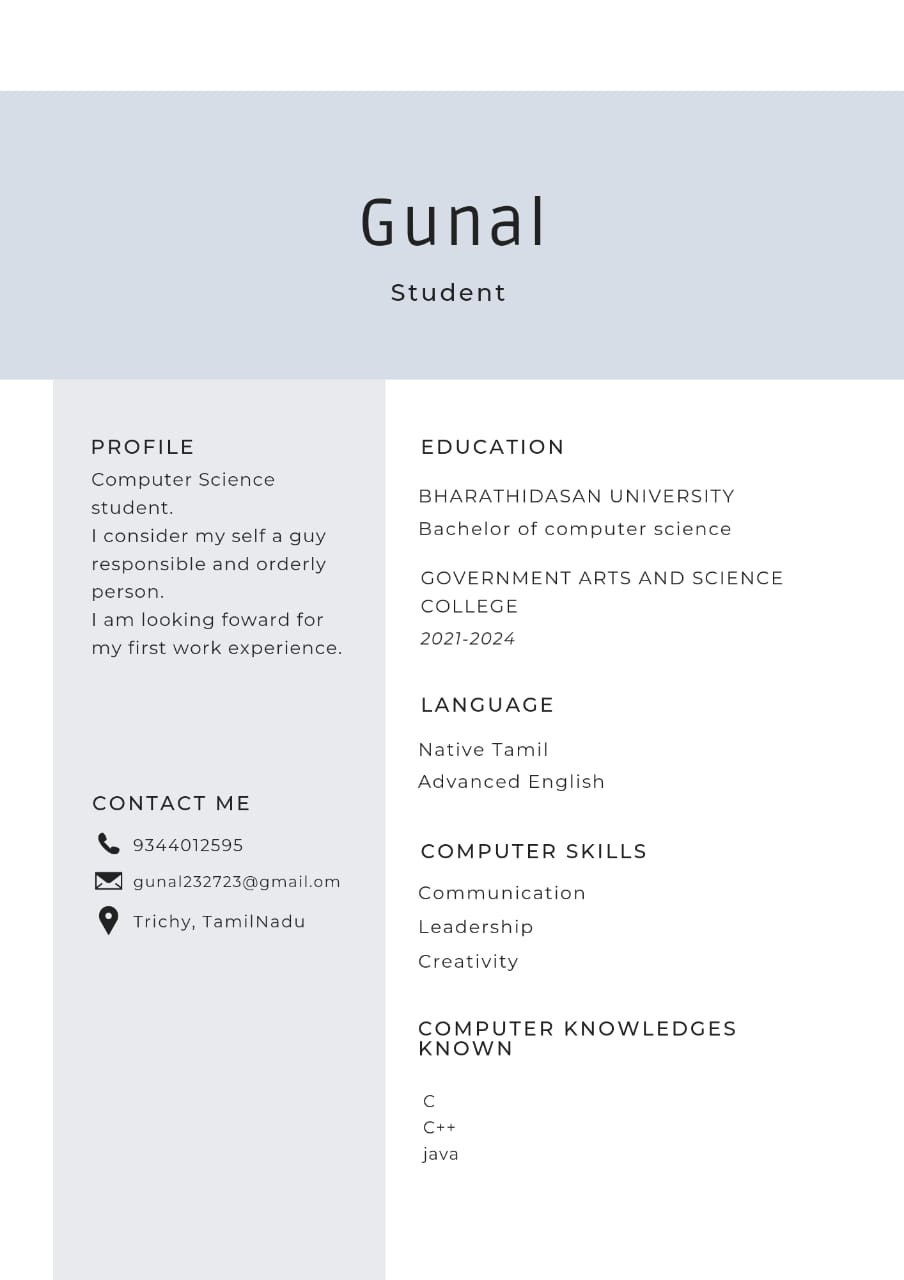 Gunal
Student
PROFILE
Computer Science
student.
I consider my self a guy
responsible and orderly
person.
I am looking foward for
my first work experience.
CONTACT ME
9344012595
gunal232723@gmail.om
Trichy, TamilNadu
EDUCATION
BHARATHIDASAN UNIVERSITY
Bachelor of computer science
GOVERNMENT ARTS AND SCIENCE
COLLEGE
2021-2024
LANGUAGE
Native Tamil
Advanced English
COMPUTER SKILLS
Communication
Leadership
Creativity
COMPUTER KNOWLEDGES
KNOWN
C
C++
java